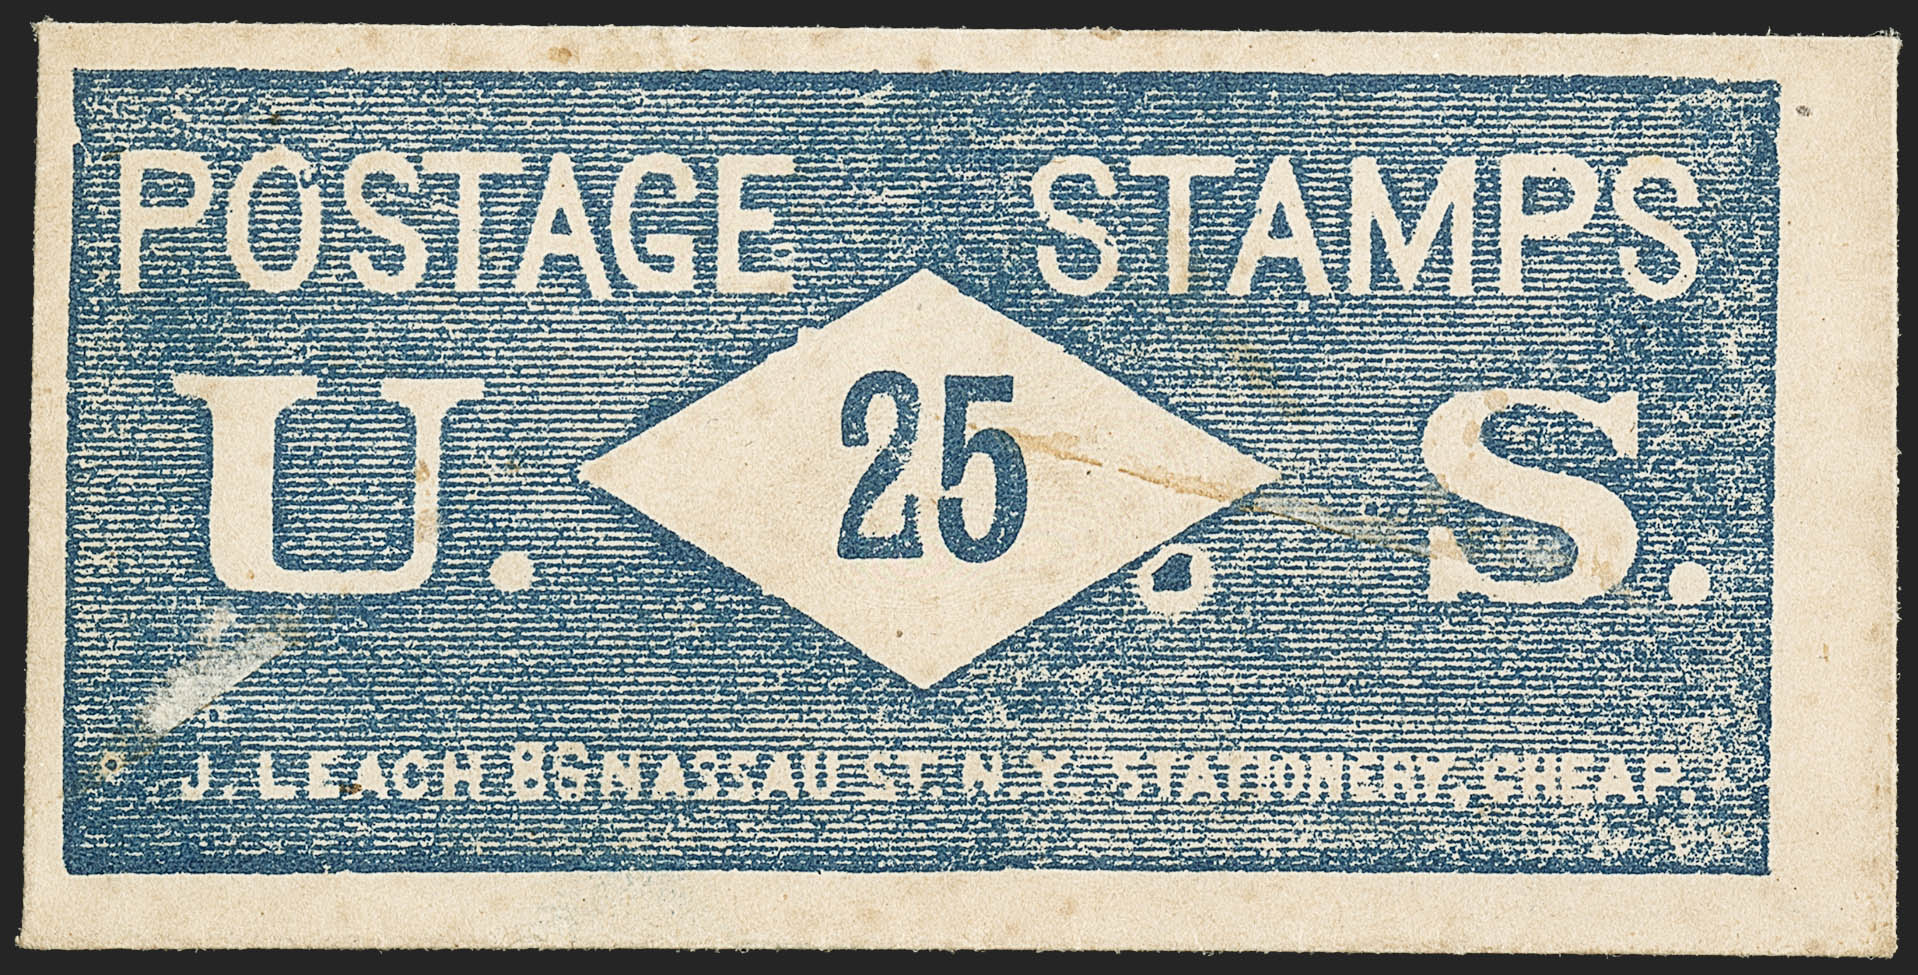 POSTAGE STAMPS
U. 25 S.
J. LEACH 86 NASSAU ST. N. Y. STATIONERY, CHEAP.